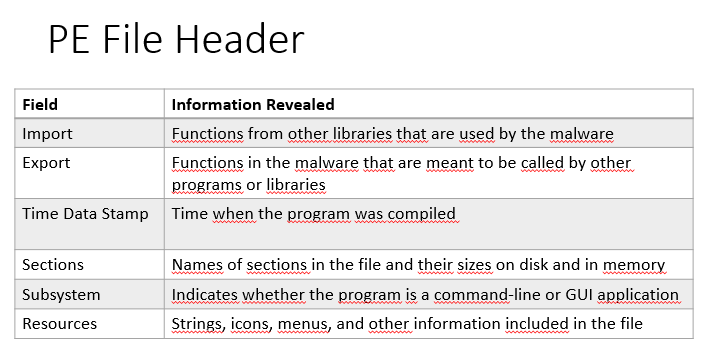 PE File Header
Field Information Revealed
Import Functions from other libraries that are used by the malware
Export Functions in the malware that are meant to be called by other
programs or libraries
Time Data Stamp Time when the program was compiled
Sections Names of sections in the file and their sizes on disk and in memory
Subsystem Indicates whether the program is a command-line or GUI application
Resources Strings, icons, menus, and other information included in the file